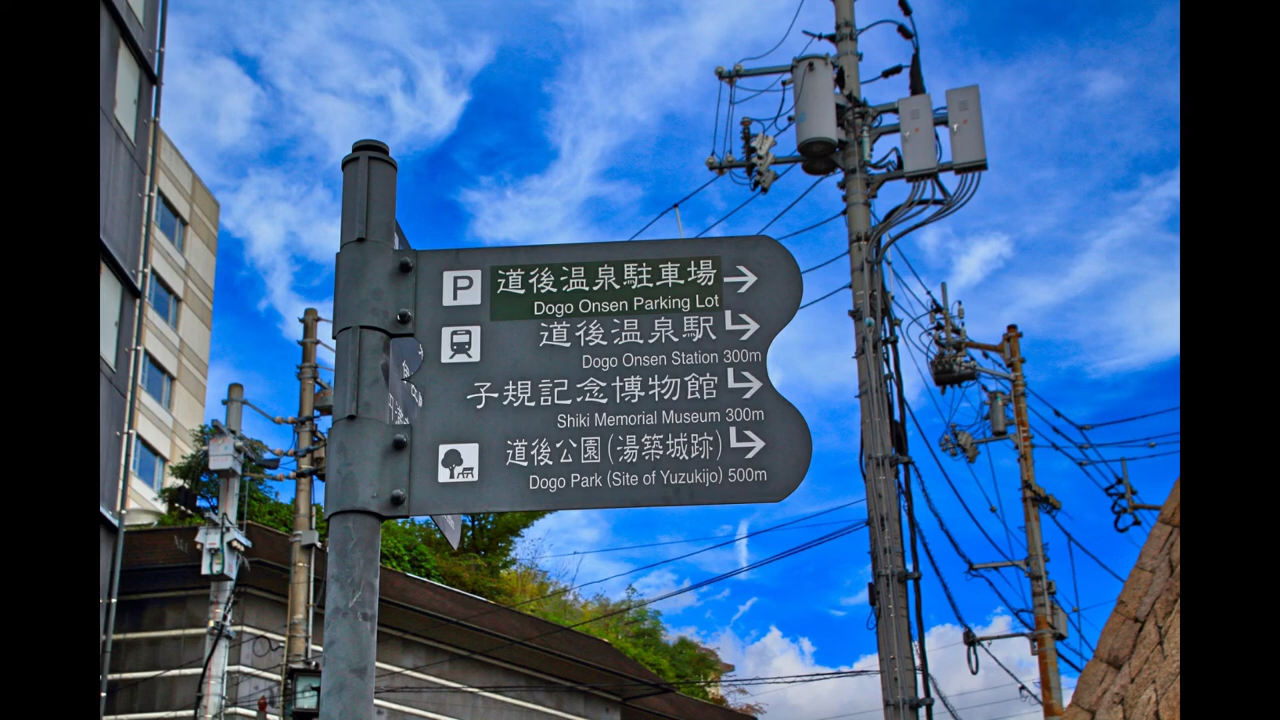 P 道後温泉駐車場
Dogo Onsen Parking Lot
道後温泉駅
Dogo Onsen Station 300m
子規記念博物館
Shiki Memorial Museum 300m
道後公園(湯築城跡)
Dogo Park (Site of Yuzukijo) 500m